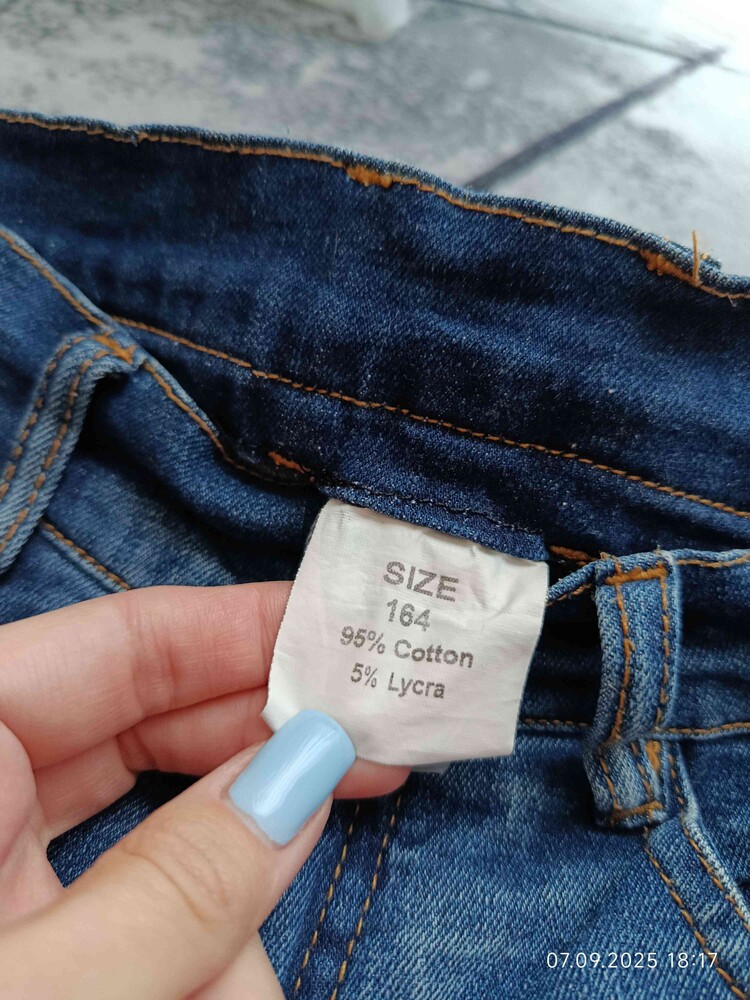 SIZE
164
95% Cotton
5% Lycra
07.09.2025 18:17